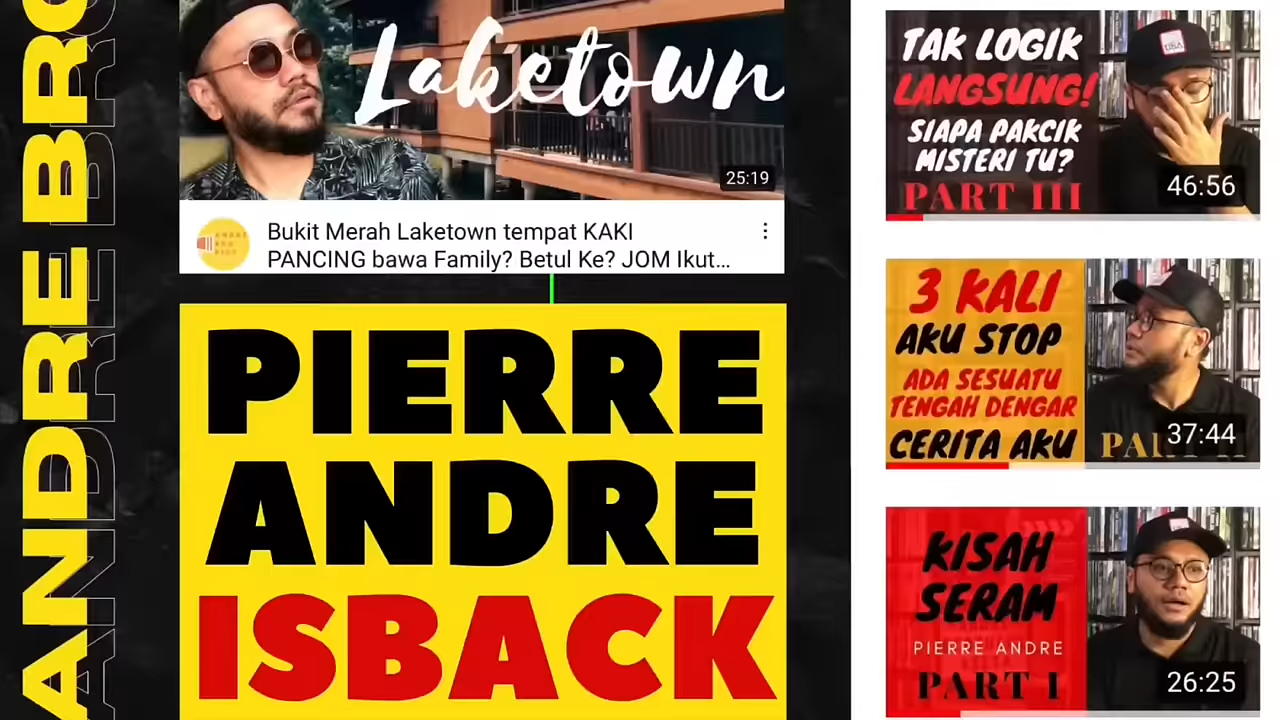 ANDRE BRO
Laketown
25:19
Bukit Merah Laketown tempat KAKI
PANCING bawa Family? Betul Ke? JOM Ikut...
PIERRE
ANDRE
ISBACK
TAK LOGIK
LANGSUNG!
SIAPA PAKCIK
MISTERI TU?
PART III
46:56
3 KALI
AKU STOP
ADA SESUATU
TENGAH DENGAR
CERITA AKU
37:44
KISAH
SERAM
PIERRE ANDRE
PART I
26:25